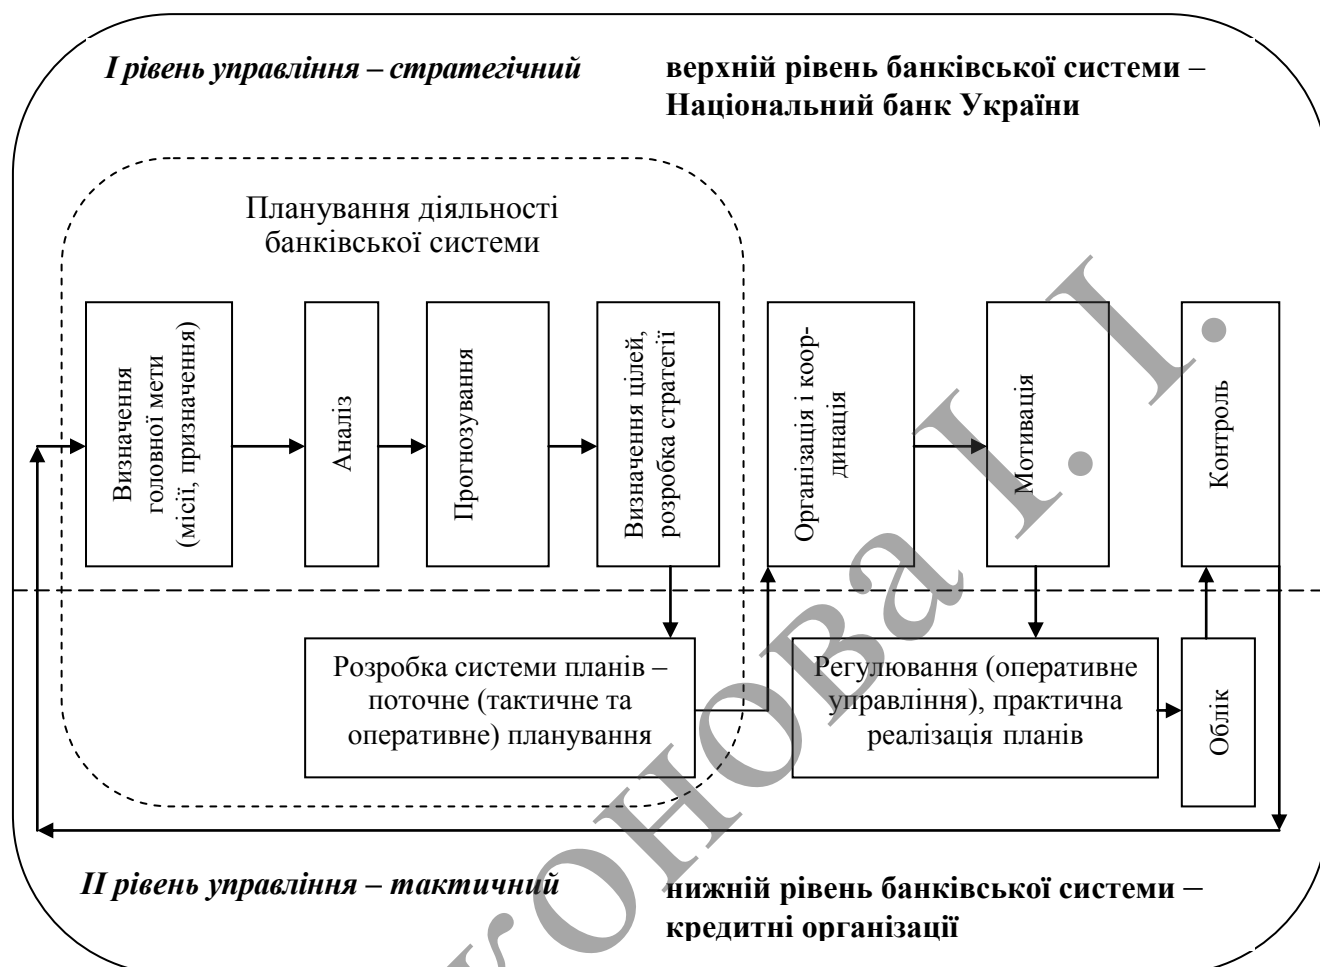 І рівень управління – стратегічний
верхній рівень банківської системи –
Національний банк України
Планування діяльності
банківської системи
Визначення
головної мети
(місії, призначення)
Аналіз
Прогнозування
Визначення цілей,
розробка стратегії
Організація і коор-
динація
Мотивація
Контроль
Розробка системи планів –
поточне (тактичне та
оперативне) планування
Регулювання (оперативне
управління), практична
реалізація планів
Облік
ІІ рівень управління – тактичний
нижній рівень банківської системи –
кредитні організації
конова І. І.